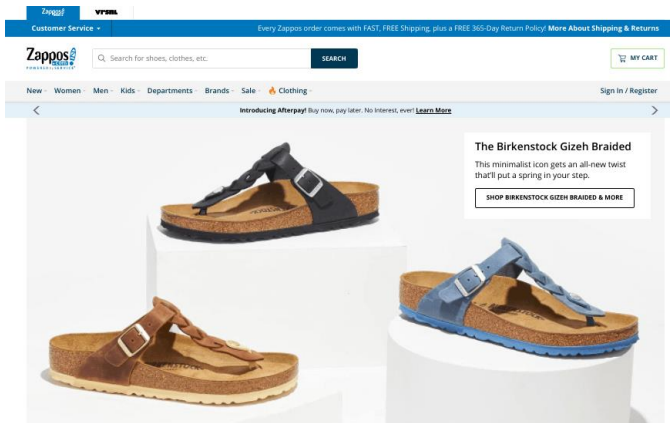 Zappos
VRSNL
Customer Service
Every Zappos order comes with FAST, FREE Shipping, plus a FREE 365-Day Return Policy! More About Shipping & Returns
Zappos
.com
POWERED by SERVICE
Search for shoes, clothes, etc.
SEARCH
MY CART
New Women Men Kids Departments Brands Sale Clothing
Sign In / Register
Introducing Afterpay! Buy now, pay later. No Interest, ever! Learn More
The Birkenstock Gizeh Braided
This minimalist icon gets an all-new twist
that'll put a spring in your step.
SHOP BIRKENSTOCK GIZEH BRAIDED & MORE